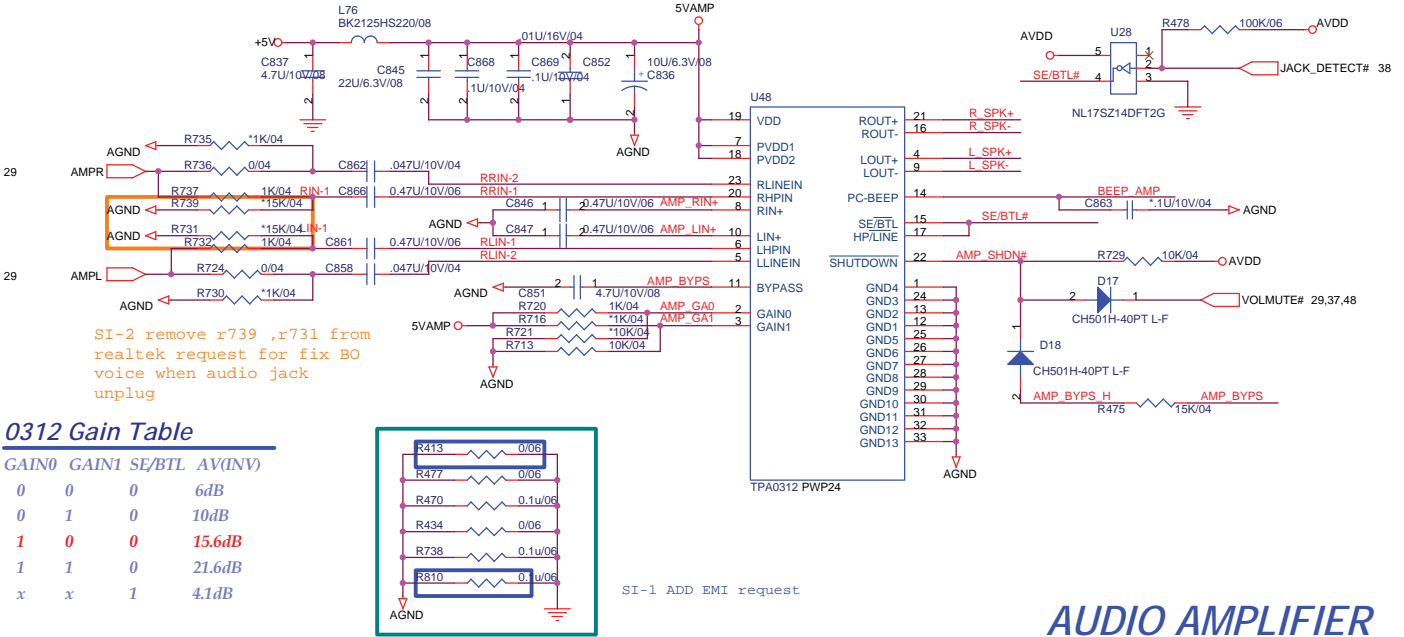 L76
BK2125HS220/08
5VAMP
+5V
C837
4.7U/10V/08
C845
22U/6.3V/08
C868
.1U/10V/04
.01U/16V/04
C869
.1U/10V/04
C852
10U/6.3V/08
C836
AGND
AVDD
U28
R478
100K/06
AVDD
SE/BTL#
JACK_DETECT# 38
NL17SZ14DFT2G
29
AMPR
AGND
R735
*1K/04
R736
0/04
C862
.047U/10V/04
R737
1K/04
RIN-1
C866
0.47U/10V/06
AGND
R739
*15K/04
AGND
R731
*15K/04
LIN-1
R732
1K/04
C861
0.47U/10V/06
29
AMPL
R724
0/04
C858
.047U/10V/04
AGND
R730
*1K/04
RRIN-2
RRIN-1
C846
1
2
0.47U/10V/06
AMP_RIN+
AGND
C847
1
2
0.47U/10V/06
AMP_LIN+
RLIN-1
RLIN-2
AGND
C851
2
1
4.7U/10V/08
AMP_BYPS
5VAMP
R720
1K/04
AMP_GA0
R716
*1K/04
AMP_GA1
R721
*10K/04
R713
10K/04
AGND
U48
19 VDD
7 PVDD1
18 PVDD2
23 RLINEIN
20 RHPIN
8 RIN+
10 LIN+
6 LHPIN
5 LLINEIN
11 BYPASS
2 GAIN0
3 GAIN1
ROUT+ 21 R_SPK+
ROUT- 16 R_SPK-
LOUT+ 4 L_SPK+
LOUT- 9 L_SPK-
PC-BEEP 14 BEEP_AMP
C863
*.1U/10V/04
AGND
SE/BTL 15 SE/BTL#
HP/LINE 17
SHUTDOWN 22 AMP_SHDN#
R729
10K/04
AVDD
GND4 1
GND3 24
GND2 13
GND1 12
GND5 25
GND6 26
GND7 27
GND8 28
GND9 29
GND10 30
GND11 31
GND12 32
GND13 33
AGND
TPA0312 PWP24
D17
2
1
CH501H-40PT L-F
VOLMUTE# 29,37,48
1
D18
CH501H-40PT L-F
2
AMP_BYPS_H
R475
15K/04
AMP_BYPS
SI-2 remove r739 ,r731 from
realtek request for fix BO
voice when audio jack
unplug
0312 Gain Table
GAIN0 GAIN1 SE/BTL AV(INV)
0 0 0 6dB
0 1 0 10dB
1 0 0 15.6dB
1 1 0 21.6dB
x x 1 4.1dB
R413 0/06
R477 0/06
R470 0.1u/06
R434 0/06
R738 0.1u/06
R810 0.1u/06
AGND
SI-1 ADD EMI request
AUDIO AMPLIFIER